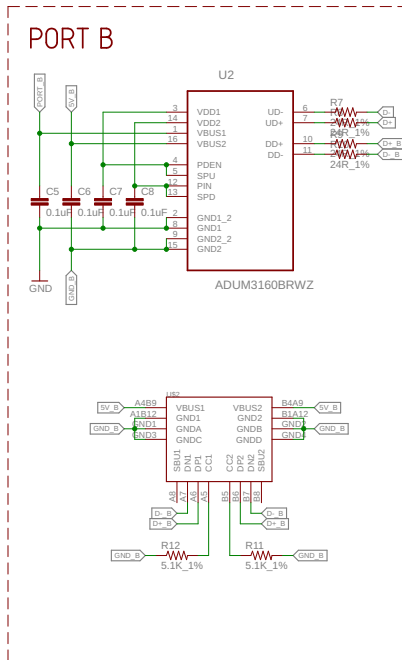 PORT B
U2
PORT_B
5V_B
3 VDD1 UD- 6 R7 D-
14 VDD2 UD+ 7 24R_1% D+
1 VBUS1
16 VBUS2 DD+ 10 D+_B
DD- 11 D-_B
24R_1%
4 PDEN
5 SPU
12 PIN
13 SPD
C5 C6 C7 C8
0.1uF 0.1uF 0.1uF 0.1uF
2 GND1_2
8 GND1
9 GND2_2
15 GND2
GND
GND_B
ADUM3160BRWZ
5V_B A4B9 VBUS1 VBUS2 B4A9 5V_B
A1B12 GND1 GND2 B1A12
GND_B GND1 GNDA GNDB GND2 GND_B
GND3 GNDC GNDD GND4
SBU1 DN1 DP1 CC1 CC2 DP2 DN2 SBU2
A8 A7 A6 A5 B5 B6 B7 B8
D-_B D-_B
D+_B D+_B
R12 R11
GND_B GND_B
5.1K_1% 5.1K_1%